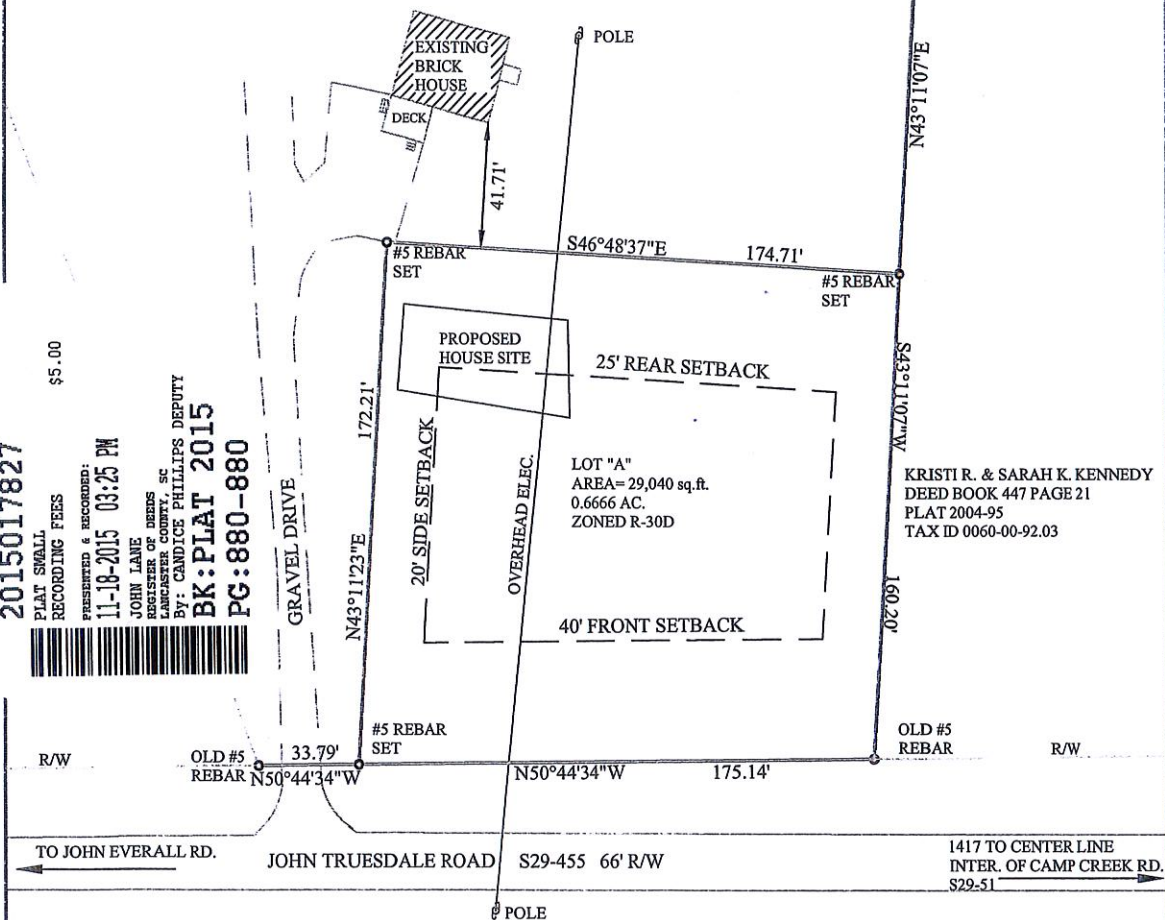 EXISTING
BRICK
HOUSE
DECK
POLE
N43°11'07"E
41.71'
#5 REBAR
SET
S46°48'37"E
174.71'
#5 REBAR
SET
PROPOSED
HOUSE SITE
25' REAR SETBACK
S43°11'07"W
172.21'
N43°11'23"E
20' SIDE SETBACK
OVERHEAD ELEC.
LOT "A"
AREA= 29,040 sq.ft.
0.6666 AC.
ZONED R-30D
KRISTI R. & SARAH K. KENNEDY
DEED BOOK 447 PAGE 21
PLAT 2004-95
TAX ID 0060-00-92.03
40' FRONT SETBACK
160.20'
GRAVEL DRIVE
2015017827
PLAT SMALL
RECORDING FEES $5.00
PRESENTED & RECORDED:
11-18-2015 03:25 PM
JOHN LANE
REGISTER OF DEEDS
LANCASTER COUNTY, SC
By: CANDICE PHILLIPS DEPUTY
BK:PLAT 2015
PG:880-880
R/W
OLD #5
REBAR
33.79'
N50°44'34"W
#5 REBAR
SET
N50°44'34"W
175.14'
OLD #5
REBAR
R/W
TO JOHN EVERALL RD.
JOHN TRUESDALE ROAD S29-455 66' R/W
1417 TO CENTER LINE
INTER. OF CAMP CREEK RD.
S29-51
POLE